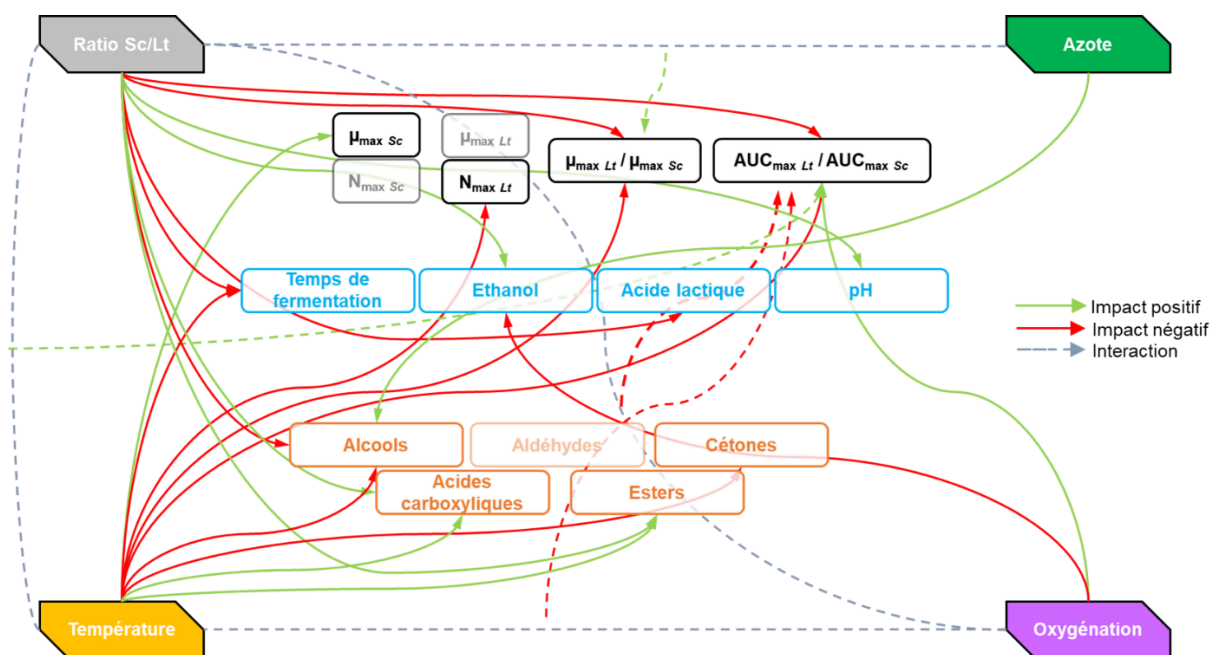 Ratio Sc/Lt
Azote
μmax Sc
μmax Lt
μmax Lt / μmax Sc
AUCmax Lt / AUCmax Sc
Nmax Sc
Nmax Lt
Temps de
fermentation
Ethanol
Acide lactique
pH
Impact positif
Impact négatif
Interaction
Alcools
Aldéhydes
Cétones
Acides
carboxyliques
Esters
Température
Oxygénation